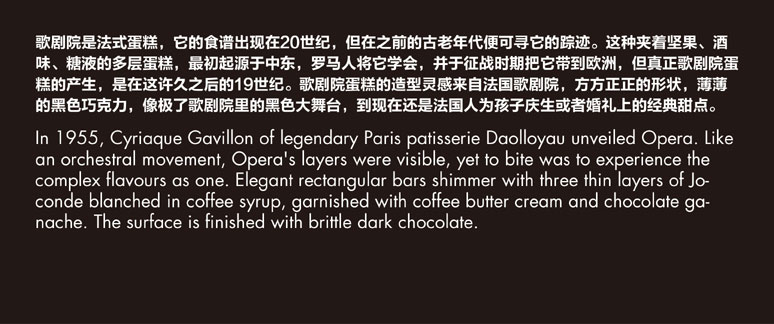 歌剧院是法式蛋糕，它的食谱出现在20世纪，但在之前的古老年代便可寻它的踪迹。这种夹着坚果、酒
味、糖液的多层蛋糕，最初起源于中东，罗马人将它学会，并于征战时期把它带到欧洲，但真正歌剧院蛋
糕的产生，是在这许久之后的19世纪。歌剧院蛋糕的造型灵感来自法国歌剧院，方方正正的形状，薄薄
的黑色巧克力，像极了歌剧院里的黑色大舞台，到现在还是法国人为孩子庆生或者婚礼上的经典甜点。
In 1955, Cyriaque Gavillon of legendary Paris patisserie Daolloyau unveiled Opera. Like
an orchestral movement, Opera's layers were visible, yet to bite was to experience the
complex flavours as one. Elegant rectangular bars shimmer with three thin layers of Jo-
conde blanched in coffee syrup, garnished with coffee butter cream and chocolate ga-
nache. The surface is finished with brittle dark chocolate.